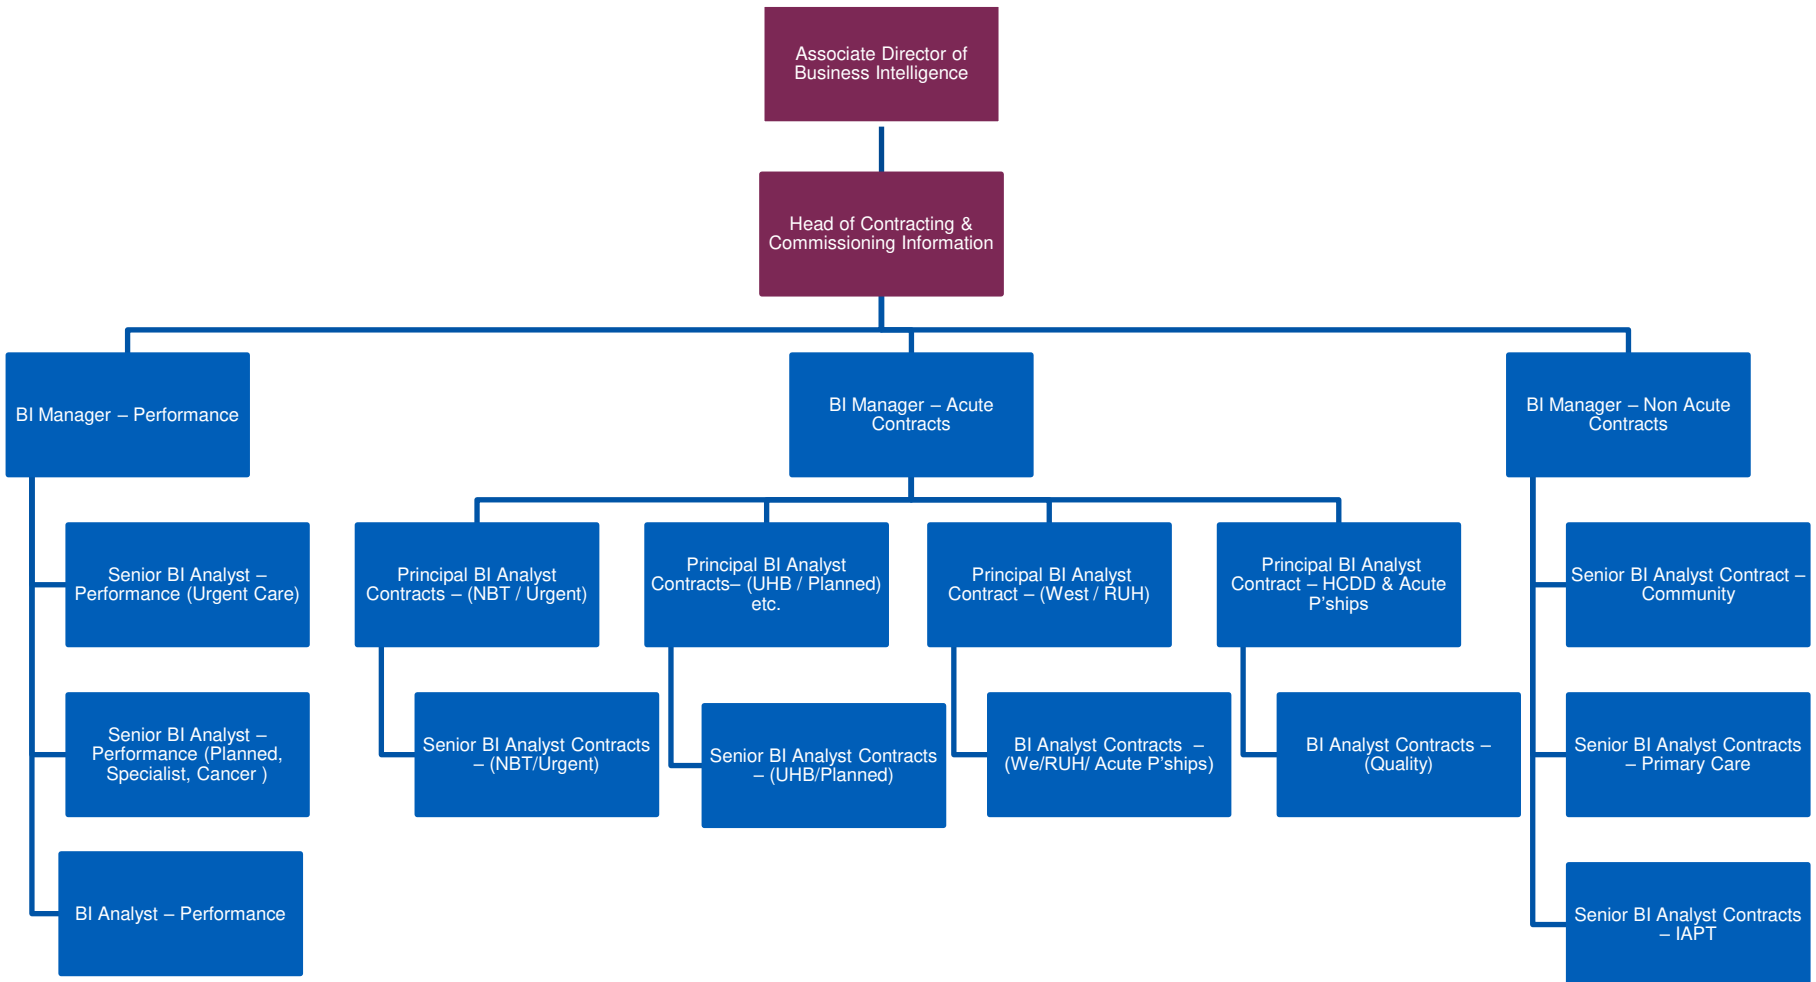 Associate Director of
Business Intelligence
Head of Contracting &
Commissioning Information
BI Manager – Performance
BI Manager – Acute
Contracts
BI Manager – Non Acute
Contracts
Senior BI Analyst –
Performance (Urgent Care)
Principal BI Analyst
Contracts – (NBT / Urgent)
Principal BI Analyst
Contracts– (UHB / Planned)
etc.
Principal BI Analyst
Contract – (West / RUH)
Principal BI Analyst
Contract – HCDD & Acute
P'ships
Senior BI Analyst Contract –
Community
Senior BI Analyst –
Performance (Planned,
Specialist, Cancer )
Senior BI Analyst Contracts
– (NBT/Urgent)
Senior BI Analyst Contracts
– (UHB/Planned)
BI Analyst Contracts –
(We/RUH/ Acute P'ships)
BI Analyst Contracts –
(Quality)
Senior BI Analyst Contracts
– Primary Care
BI Analyst – Performance
Senior BI Analyst Contracts
– IAPT